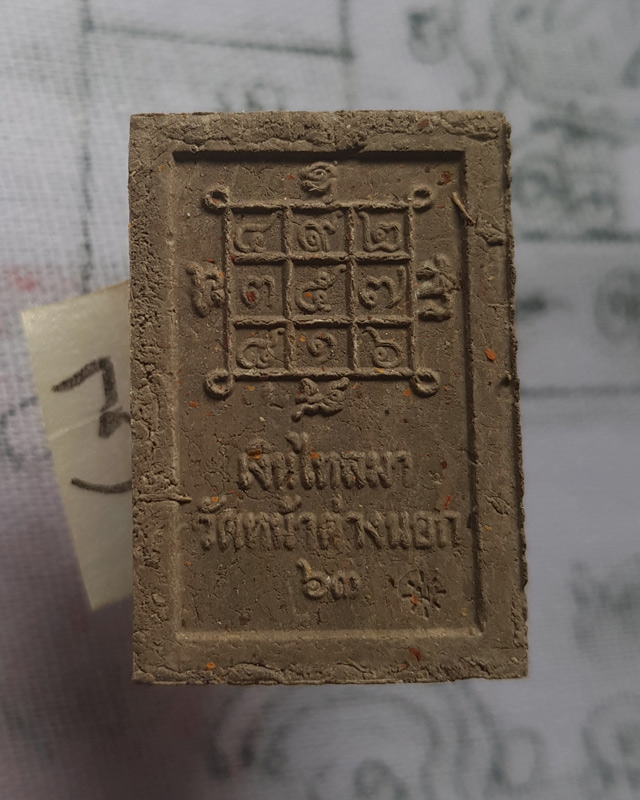 ๔ ๙ ๒
๓ ๕ ๗
๘ ๑ ๖
เงินไหลมา
วัดหน้าต่างนอก
๖๓
3